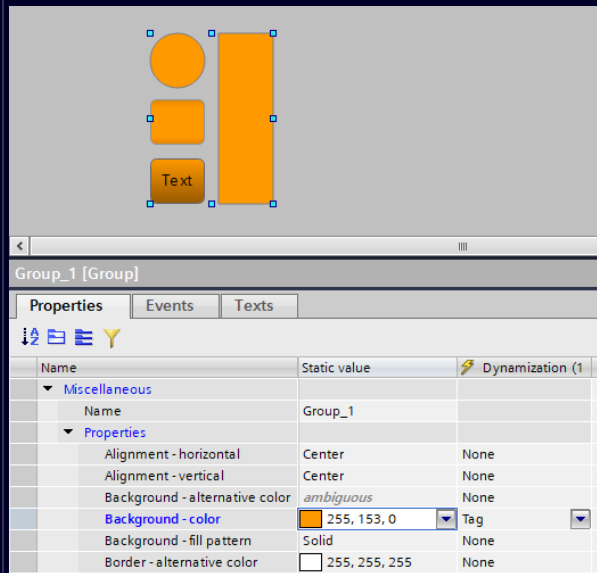 Text
Group_1 [Group]
Properties Events Texts
Name Static value Dynamization (1
Miscellaneous
Name Group_1
Properties
Alignment - horizontal Center None
Alignment - vertical Center None
Background - alternative color ambiguous None
Background - color 255, 153, 0 Tag
Background - fill pattern Solid None
Border - alternative color 255, 255, 255 None